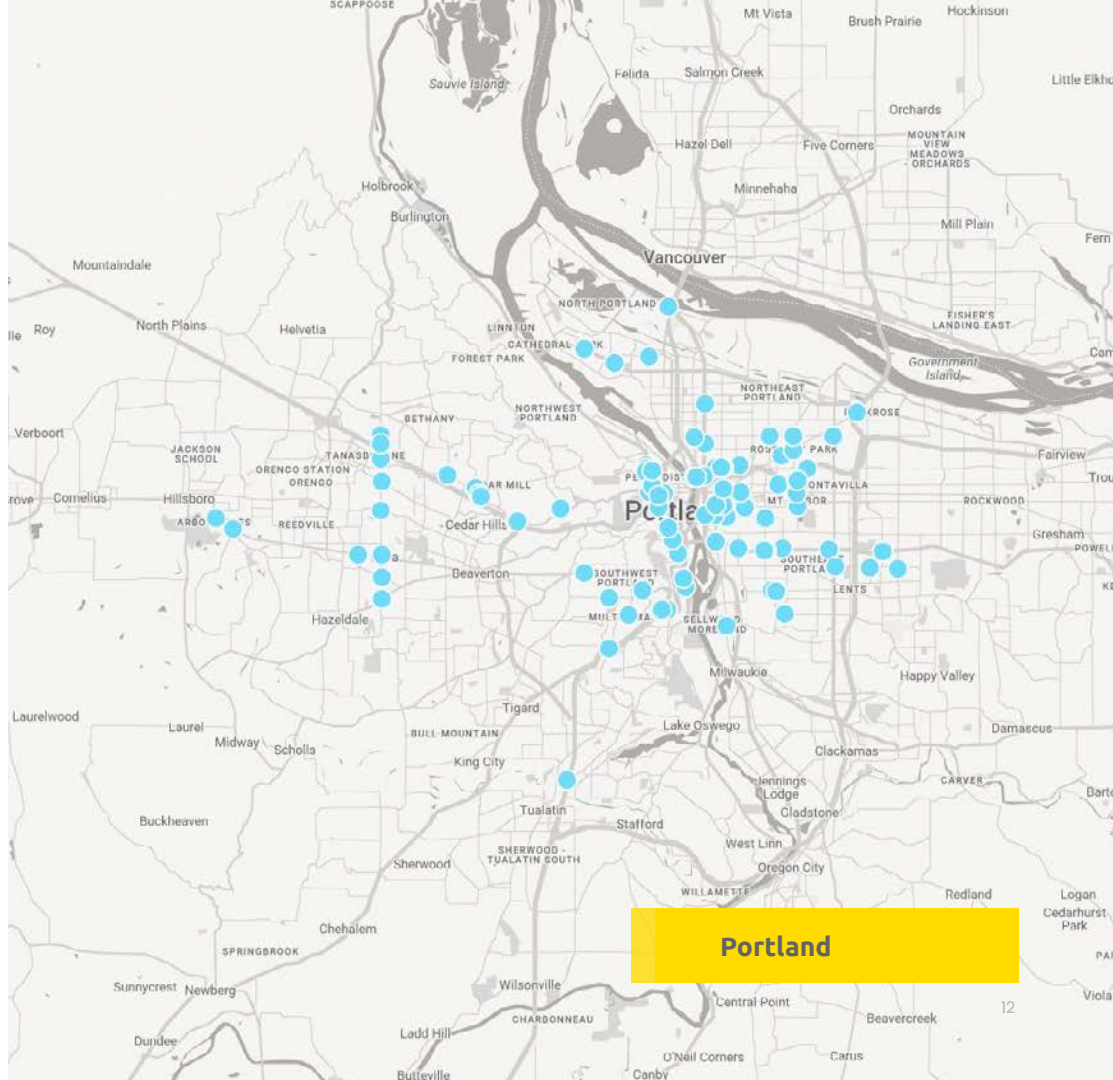 SCAPPOOSE
Mt Vista
Hockinson
Brush Prairie
Sauvie Island
Felida
Salmon Creek
Little Elkho
Orchards
Hazel Dell
Five Corners
MOUNTAIN
VIEW
MEADOWS
- ORCHARDS
Holbrook
Minnehaha
Burlington
Mill Plain
Fern
Mountaindale
Vancouver
NORTH PORTLAND
Roy
North Plains
Helvetia
LINNTON
FISHER'S
LANDING EAST
FOREST PARK
Government
Island
NORTHEAST
PORTLAND
BETHANY
NORTHWEST
PORTLAND
Verboort
JACKSON
SCHOOL
Fairview
ORENCO STATION
ORENCO
Trou
Cornelius
Hillsboro
ROCKWOOD
REEDVILLE
Cedar Hills
Gresham
POWELL
Beaverton
SOUTHWEST
PORTLAND
LENTS
Hazeldale
Milwaukie
Happy Valley
Tigard
Laurelwood
Laurel
Midway
Scholls
BULL MOUNTAIN
Lake Oswego
Damascus
Clackamas
King City
Jennings
Lodge
CARVER
Gladstone
Tualatin
Stafford
Buckheaven
West Linn
SHERWOOD -
TUALATIN SOUTH
Sherwood
Oregon City
WILLAMETTE
Redland
Logan
Cedarhurst
Park
Chehalem
Portland
SPRINGBROOK
Sunnycrest
Newberg
Wilsonville
Central Point
12
Viola
CHARBONNEAU
Beavercreek
Dundee
Ladd Hill
O'Neil Corners
Carus
Butteville
Canby